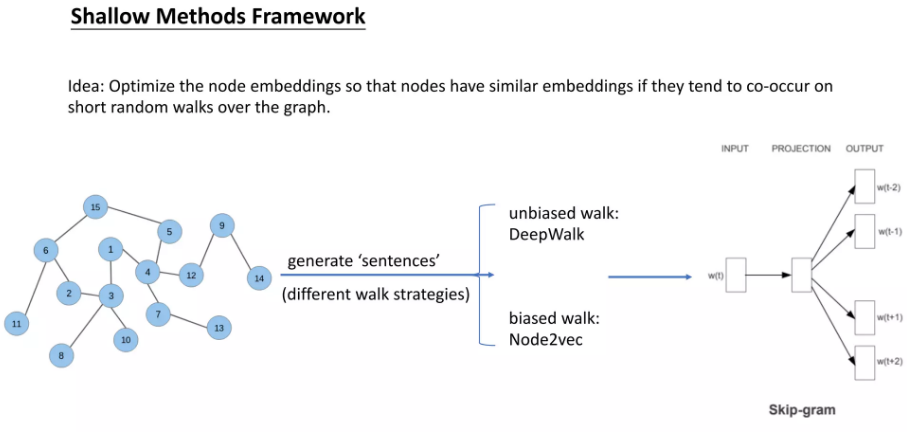 Shallow Methods Framework
Idea: Optimize the node embeddings so that nodes have similar embeddings if they tend to co-occur on
short random walks over the graph.
15
5
9
6
1
4
12
14
2
3
7
11
13
10
8
generate ‘sentences’
(different walk strategies)
unbiased walk:
DeepWalk
biased walk:
Node2vec
INPUT PROJECTION OUTPUT
w(t-2)
w(t-1)
w(t)
w(t+1)
w(t+2)
Skip-gram